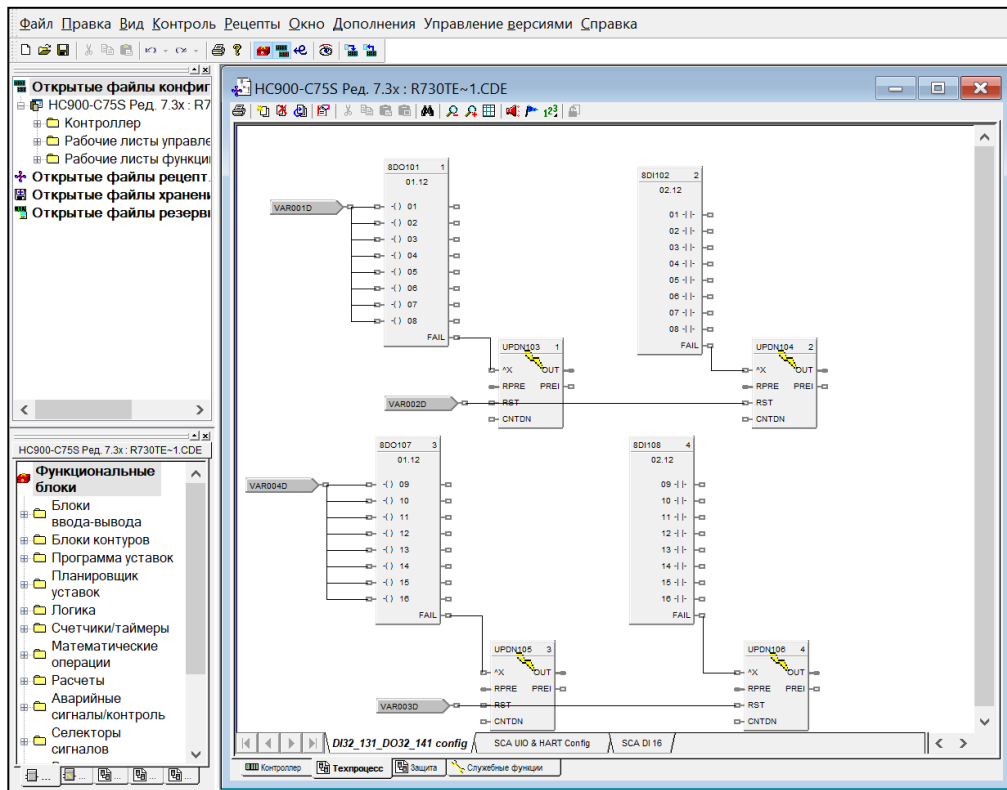 Файл Правка Вид Контроль Рецепты Окно Дополнения Управление версиями Справка
Открытые файлы конфиг
HC900-C75S Ред. 7.3x : R7
Контроллер
Рабочие листы управле
Рабочие листы функци
Открытые файлы рецепт.
Открытые файлы хранени
Открытые файлы резервı
HC900-C75S Ред. 7.3x : R730TE~1.CDE
Функциональные
блоки
Блоки
ввода-вывода
Блоки контуров
Программа уставок
Планировщик
уставок
Логика
Счетчики/таймеры
Математические
операции
Расчеты
Аварийные
сигналы/контроль
Селекторы
сигналов
HC900-C75S Ред. 7.3x : R730TE~1.CDE
8DO101 1
01.12
VAR001D
-( ) 01
-( ) 02
-( ) 03
-( ) 04
-( ) 05
-( ) 06
-( ) 07
-( ) 08
FAIL
8DI102 2
02.12
01 -| |-
02 -| |-
03 -| |-
04 -| |-
05 -| |-
06 -| |-
07 -| |-
08 -| |-
FAIL
UPDN103 1
^X OUT
RPRE PREI
RST
CNTDN
UPDN104 2
^X OUT
RPRE PREI
RST
CNTDN
VAR002D
8DO107 3
01.12
VAR004D
-( ) 09
-( ) 10
-( ) 11
-( ) 12
-( ) 13
-( ) 14
-( ) 15
-( ) 16
FAIL
8DI108 4
02.12
09 -| |-
10 -| |-
11 -| |-
12 -| |-
13 -| |-
14 -| |-
15 -| |-
16 -| |-
FAIL
UPDN105 3
^X OUT
RPRE PREI
RST
CNTDN
UPDN106 4
^X OUT
RPRE PREI
RST
CNTDN
VAR003D
DI32_131_DO32_141 config
SCA UIO & HART Config
SCA DI 16
Контроллер
Техпроцесс
Защита
Служебные функции